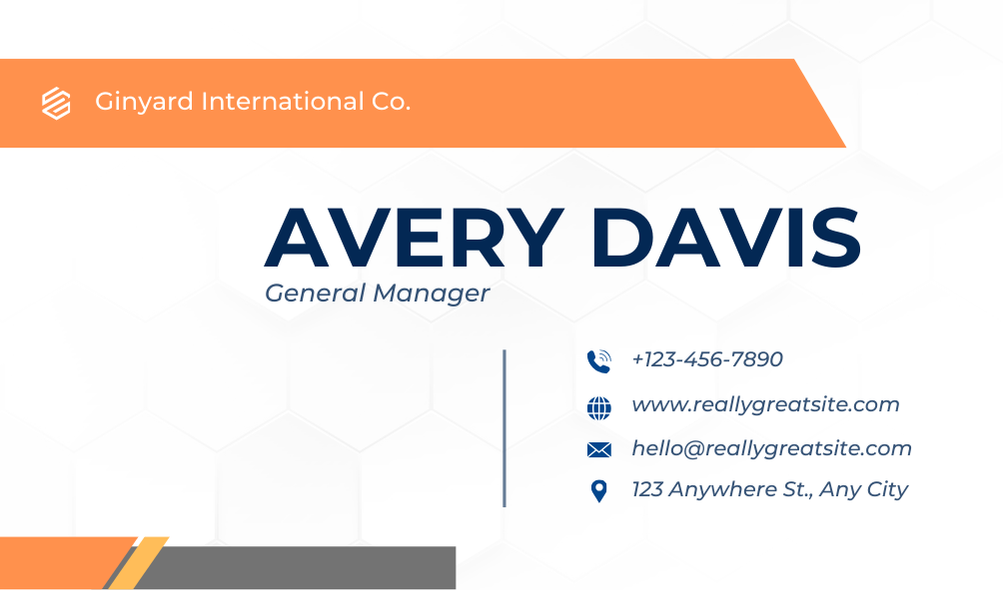 Ginyard International Co.
AVERY DAVIS
General Manager
+123-456-7890
www.reallygreatsite.com
hello@reallygreatsite.com
123 Anywhere St., Any City